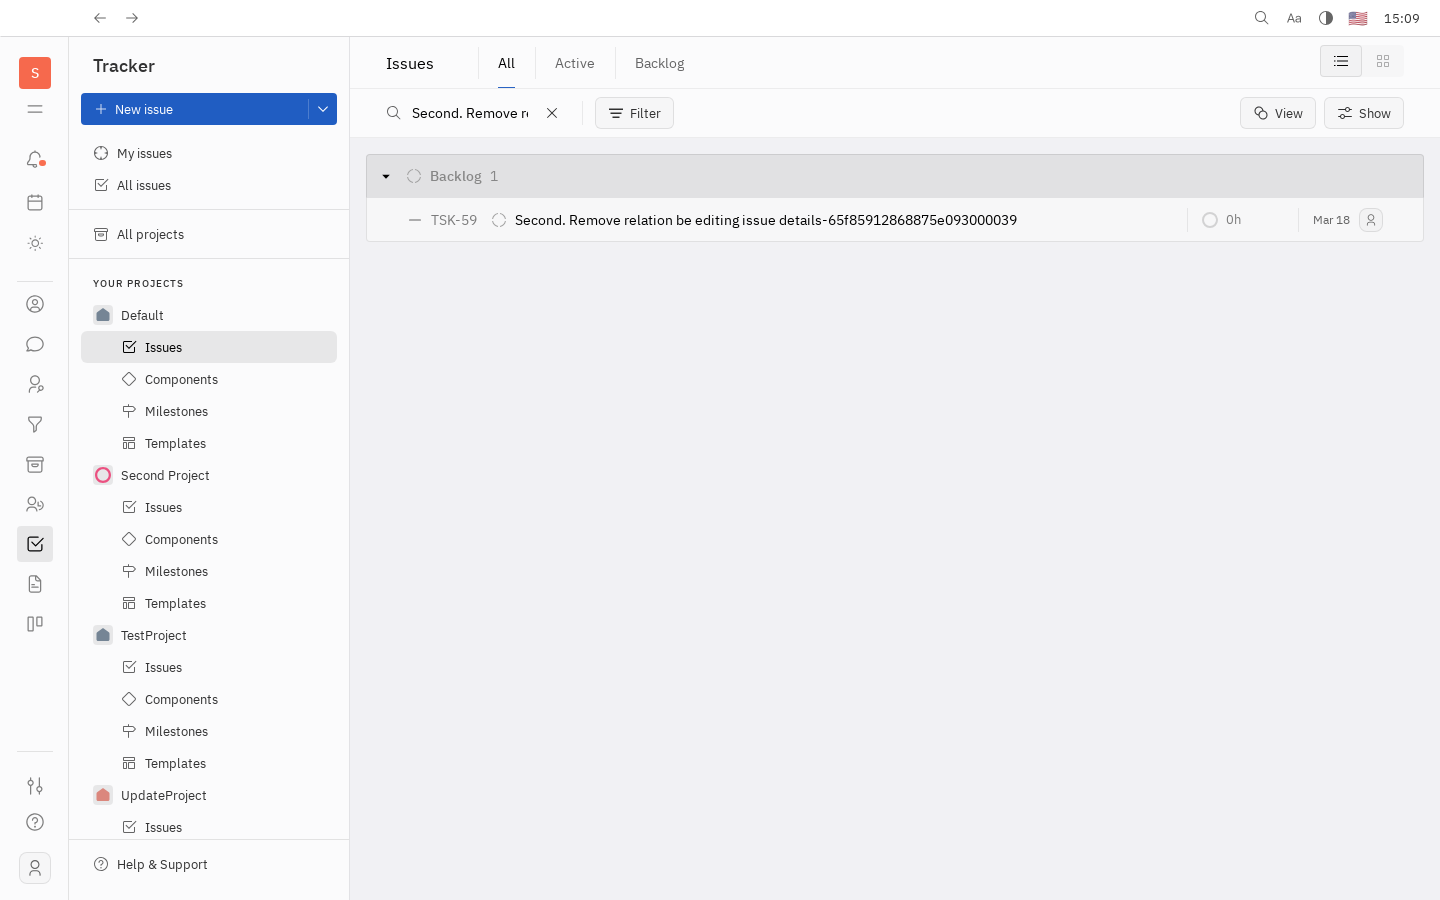 Aa
15:09
S
Tracker
New issue
My issues
All issues
All projects
YOUR PROJECTS
Default
Issues
Components
Milestones
Templates
Second Project
Issues
Components
Milestones
Templates
TestProject
Issues
Components
Milestones
Templates
UpdateProject
Issues
Help & Support
Issues
All
Active
Backlog
Second. Remove re
Filter
View
Show
Backlog 1
TSK-59 Second. Remove relation be editing issue details-65f85912868875e093000039 0h Mar 18